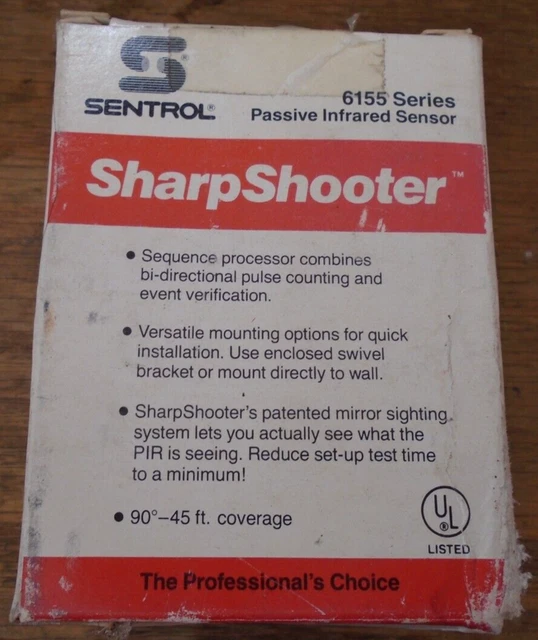 S
SENTROL®
6155 Series
Passive Infrared Sensor
SharpShooter™
• Sequence processor combines
bi-directional pulse counting and
event verification.
• Versatile mounting options for quick
installation. Use enclosed swivel
bracket or mount directly to wall.
• SharpShooter's patented mirror sighting
system lets you actually see what the
PIR is seeing. Reduce set-up test time
to a minimum!
• 90°–45 ft. coverage
UL
®
LISTED
The Professional's Choice